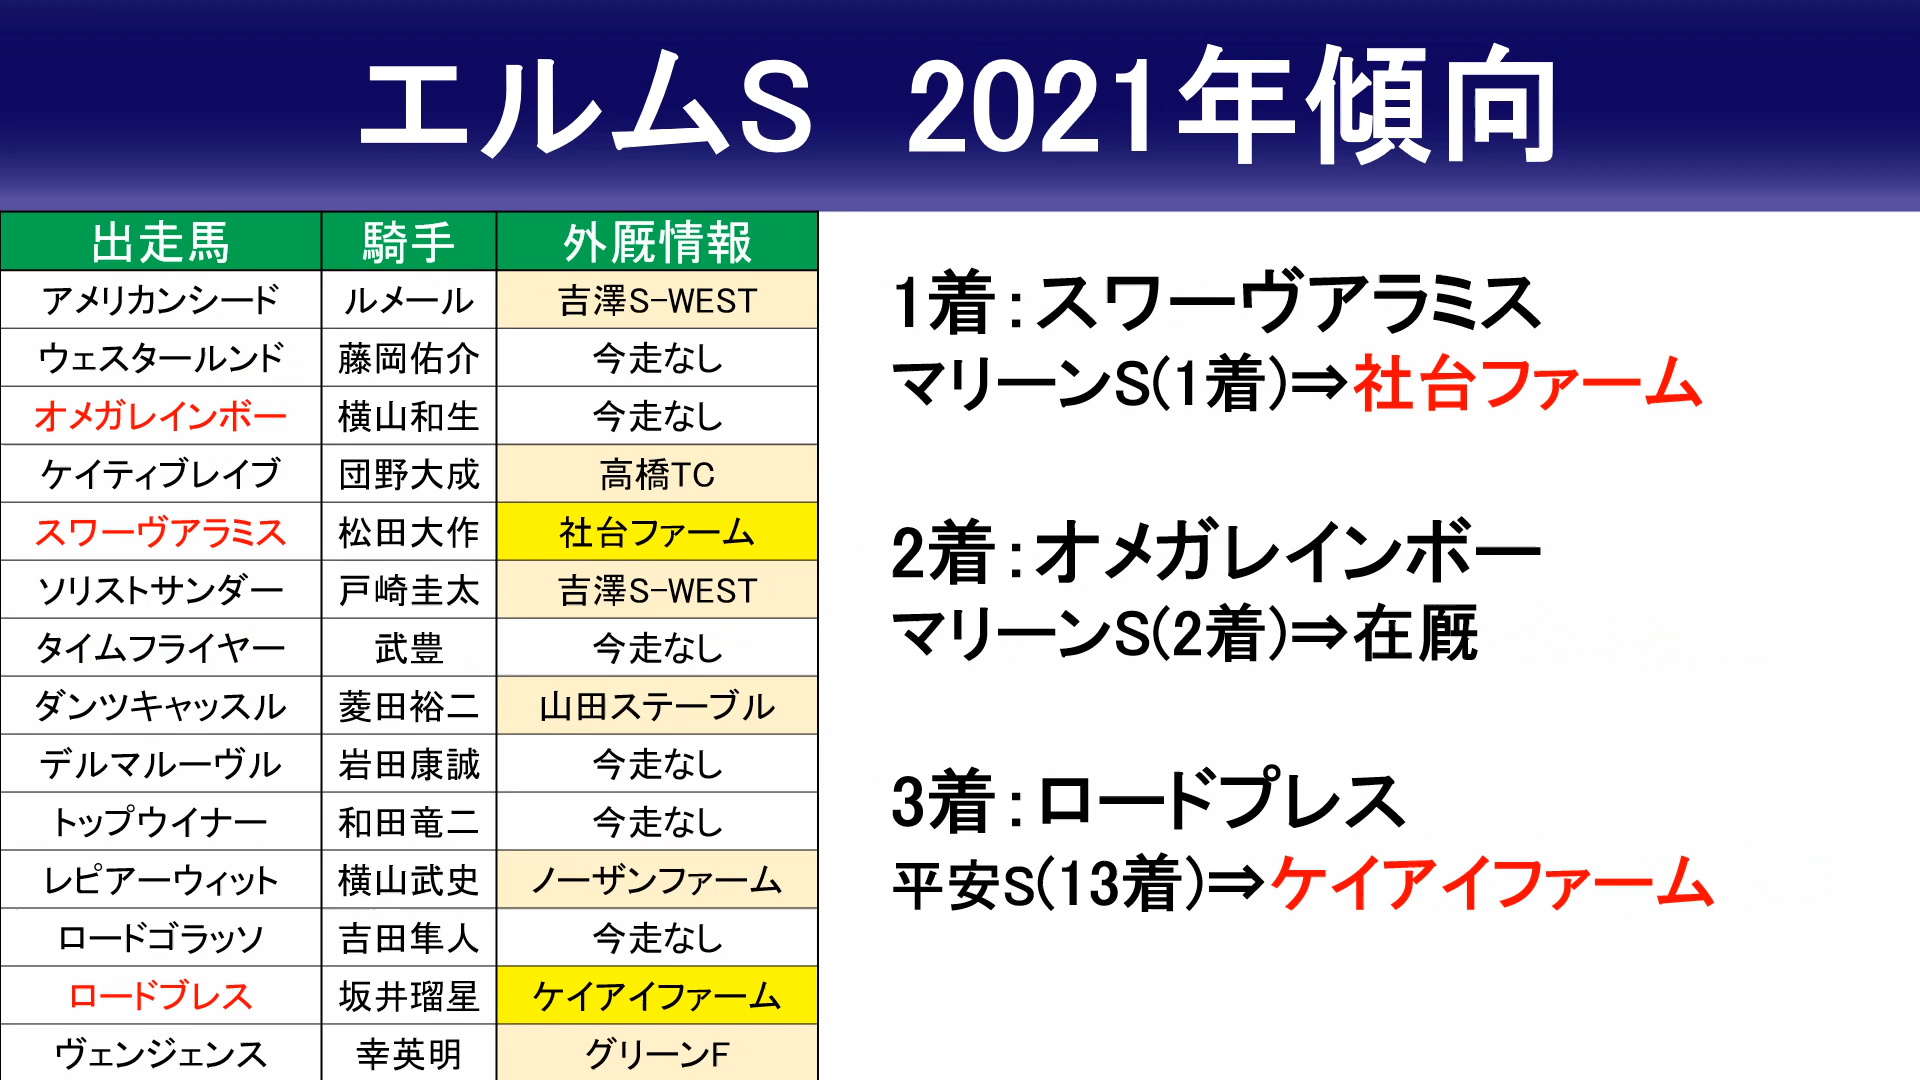 エルムS 2021年傾向
出走馬 騎手 外厩情報
アメリカンシード ルメール 吉澤S-WEST
ウェスタールンド 藤岡佑介 今走なし
オメガレインボー 横山和生 今走なし
ケイティブレイブ 団野大成 高橋TC
スワーヴアラミス 松田大作 社台ファーム
ソリストサンダー 戸崎圭太 吉澤S-WEST
タイムフライヤー 武豊 今走なし
ダンツキャッスル 菱田裕二 山田ステーブル
デルマルーヴル 岩田康誠 今走なし
トップウイナー 和田竜二 今走なし
レピアーウィット 横山武史 ノーザンファーム
ロードゴラッソ 吉田隼人 今走なし
ロードブレス 坂井瑠星 ケイアイファーム
ヴェンジェンス 幸英明 グリーンF
1着：スワーヴアラミス
マリーンS(1着)⇒社台ファーム
2着：オメガレインボー
マリーンS(2着)⇒在厩
3着：ロードプレス
平安S(13着)⇒ケイアイファーム